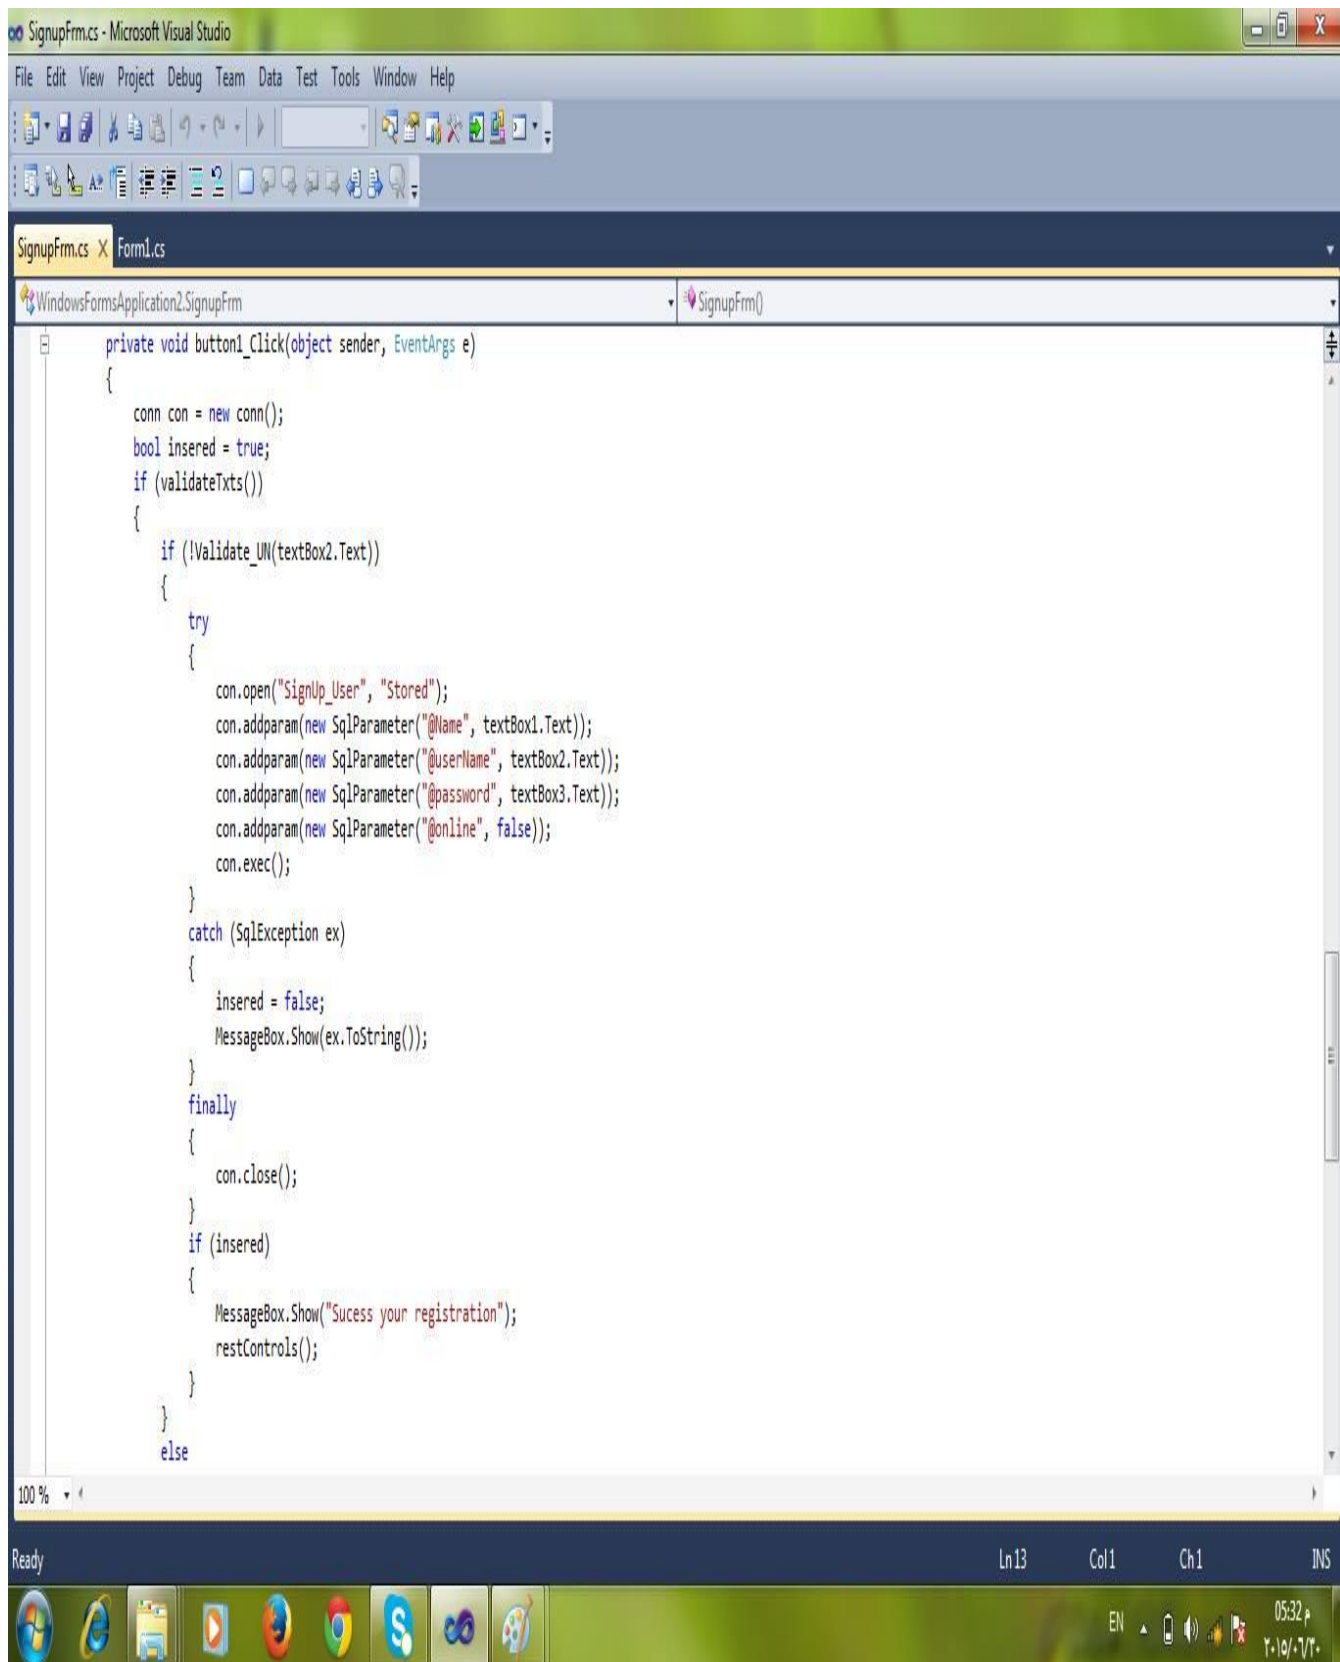 SignupFrm.cs - Microsoft Visual Studio
File Edit View Project Debug Team Data Test Tools Window Help
SignupFrm.cs X Form1.cs
WindowsFormsApplication2.SignupFrm SignupFrm()
private void button1_Click(object sender, EventArgs e)
{
conn con = new conn();
bool insered = true;
if (validateTxts())
{
if (!Validate_UN(textBox2.Text))
{
try
{
con.open("SignUp_User", "Stored");
con.addparam(new SqlParameter("@Name", textBox1.Text));
con.addparam(new SqlParameter("@userName", textBox2.Text));
con.addparam(new SqlParameter("@password", textBox3.Text));
con.addparam(new SqlParameter("@online", false));
con.exec();
}
catch (SqlException ex)
{
insered = false;
MessageBox.Show(ex.ToString());
}
finally
{
con.close();
}
if (insered)
{
MessageBox.Show("Sucess your registration");
restControls();
}
}
else
100 %
Ready Ln 13 Col 1 Ch 1 INS
EN 05:32 م
٢٠١٥/٠٦/٣٠